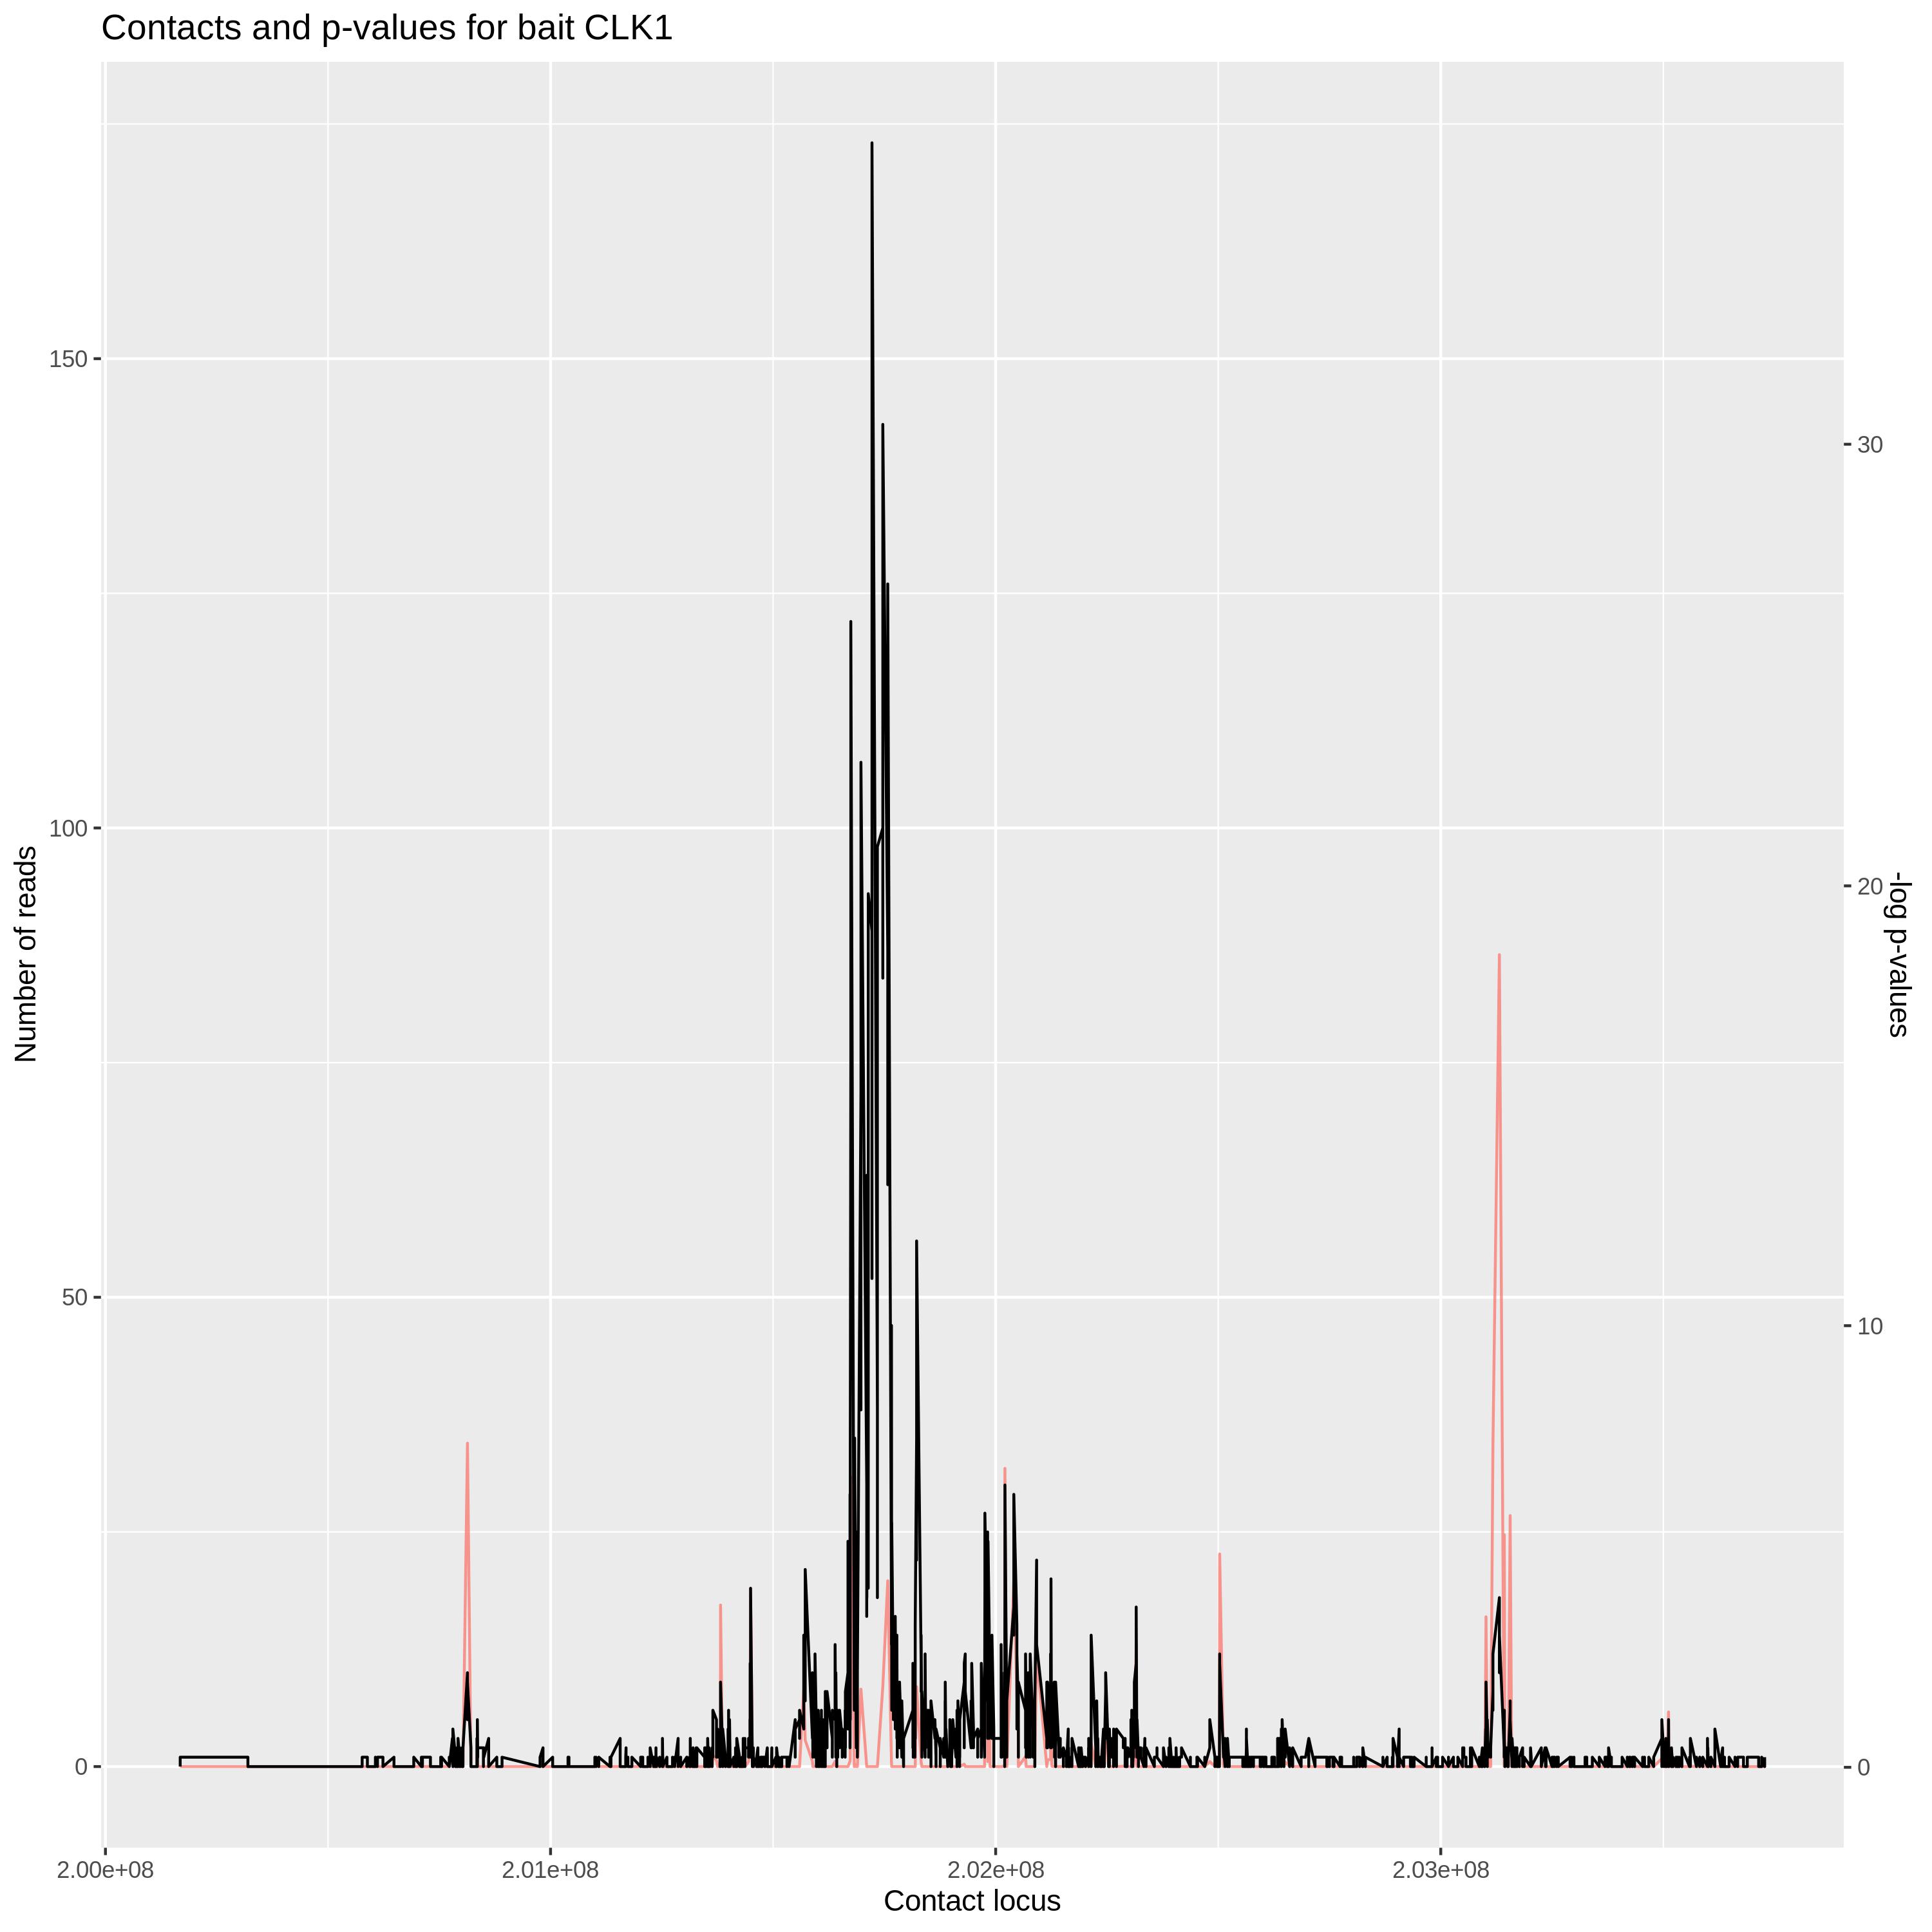 Contacts and p-values for bait CLK1
150
100
50
0
Number of reads
30
20
10
0
-log p-values
2.00e+08
2.01e+08
2.02e+08
2.03e+08
Contact locus